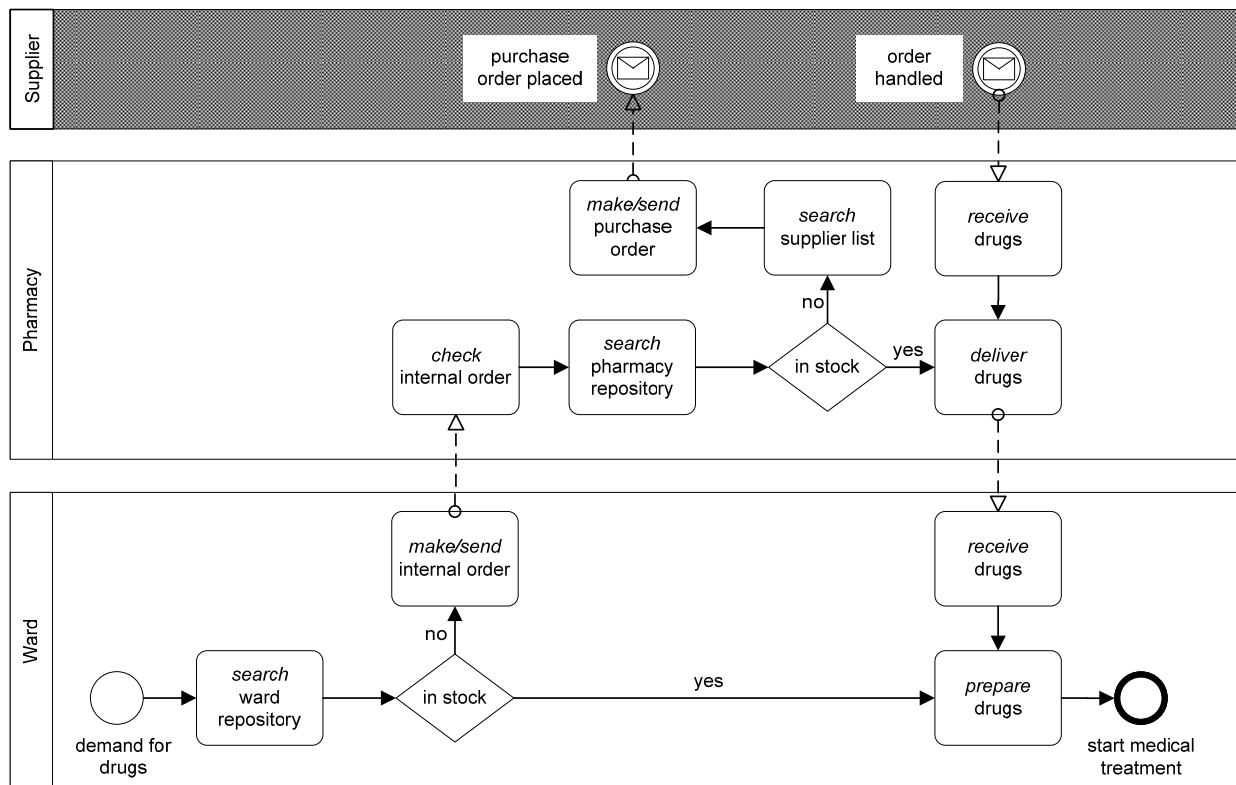 Supplier
purchase
order placed
order
handled
Pharmacy
make/send
purchase
order
search
supplier list
receive
drugs
no
check
internal order
search
pharmacy
repository
in stock
yes
deliver
drugs
Ward
make/send
internal order
receive
drugs
no
search
ward
repository
in stock
yes
prepare
drugs
demand for
drugs
start medical
treatment